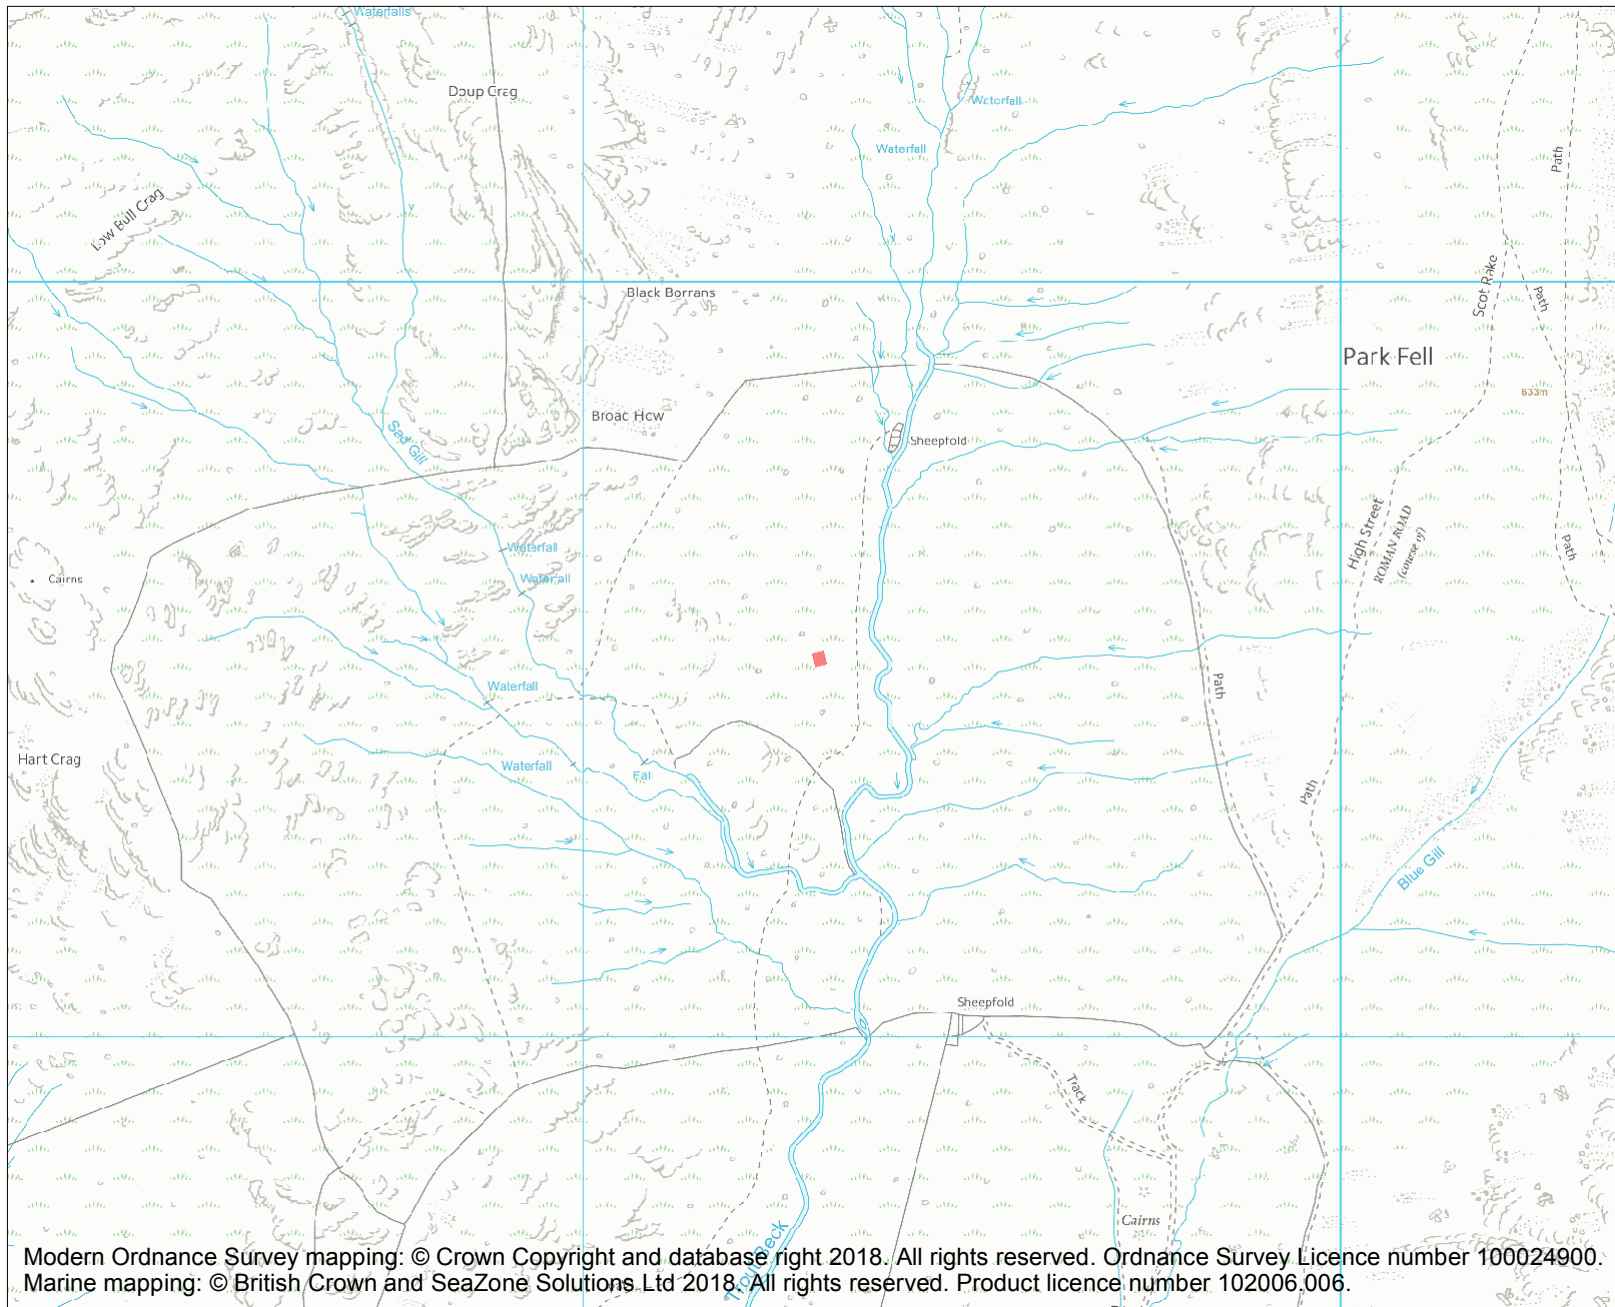 Waterfalls
Doup Crag
Waterfall
Waterfall
Path
Low Bull Crag
Scot Rake
Path
Black Borrans
Park Fell
633m
Broad How
Sad Gill
Sheepfold
High Street
ROMAN ROAD
(course of)
Path
Waterfall
Waterfall
Cairns
Waterfall
Path
Hart Crag
Waterfall
Fall
Path
Blue Gill
Sheepfold
Track
Cairns
Trout Beck
Modern Ordnance Survey mapping: © Crown Copyright and database right 2018. All rights reserved. Ordnance Survey Licence number 100024900.
Marine mapping: © British Crown and SeaZone Solutions Ltd 2018. All rights reserved. Product licence number 102006.006.